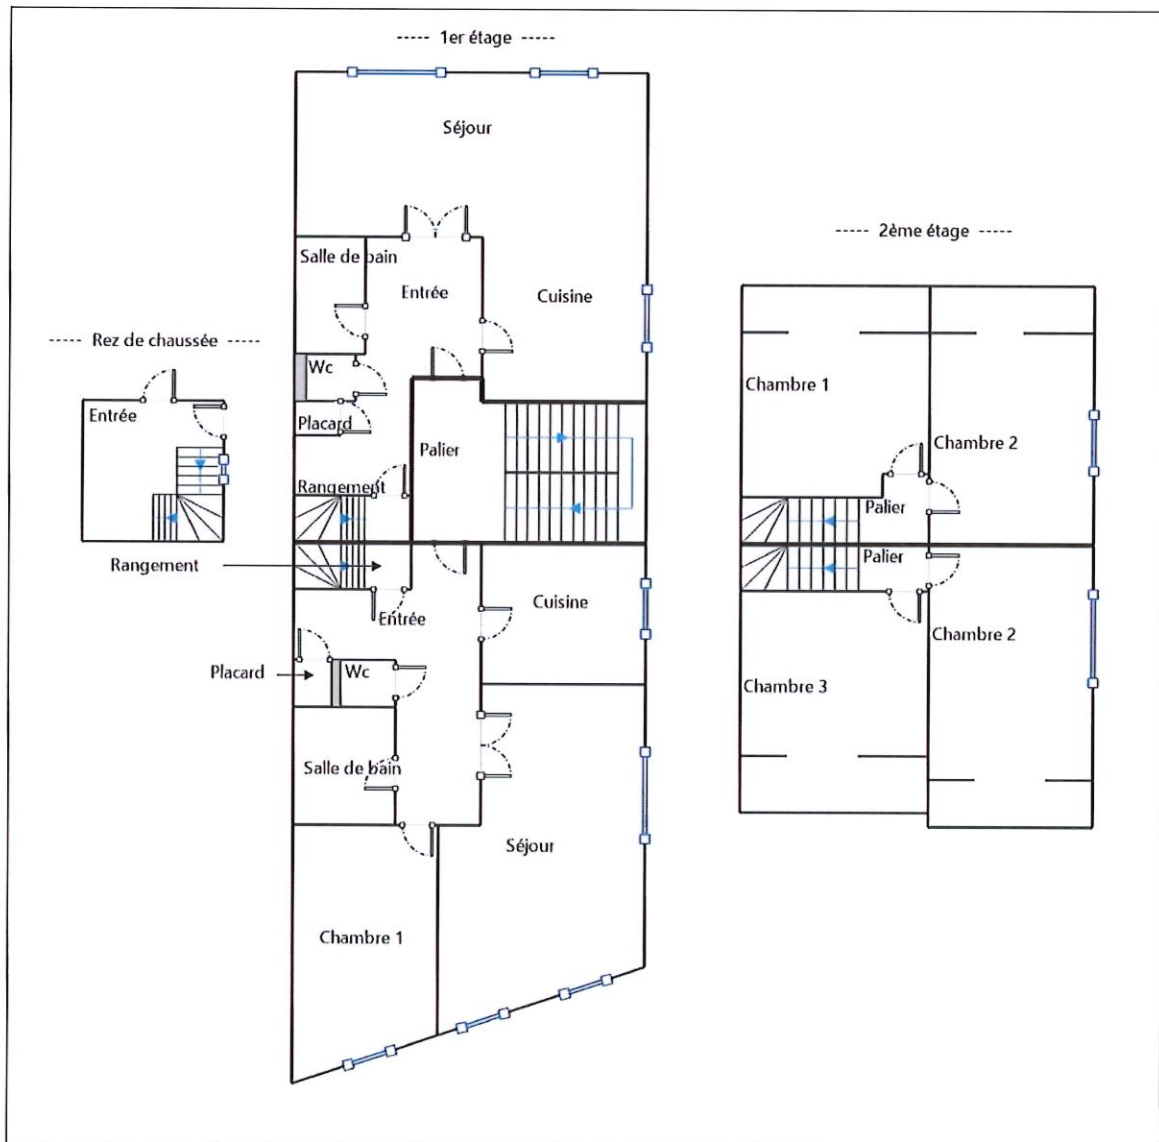 ----- 1er étage -----
Séjour
Salle de bain
Entrée
Cuisine
Wc
Placard
Palier
Rangement
----- Rez de chaussée -----
Entrée
Rangement
Entrée
Cuisine
Placard
Wc
Salle de bain
Séjour
Chambre 1
----- 2ème étage -----
Chambre 1
Chambre 2
Palier
Palier
Chambre 2
Chambre 3